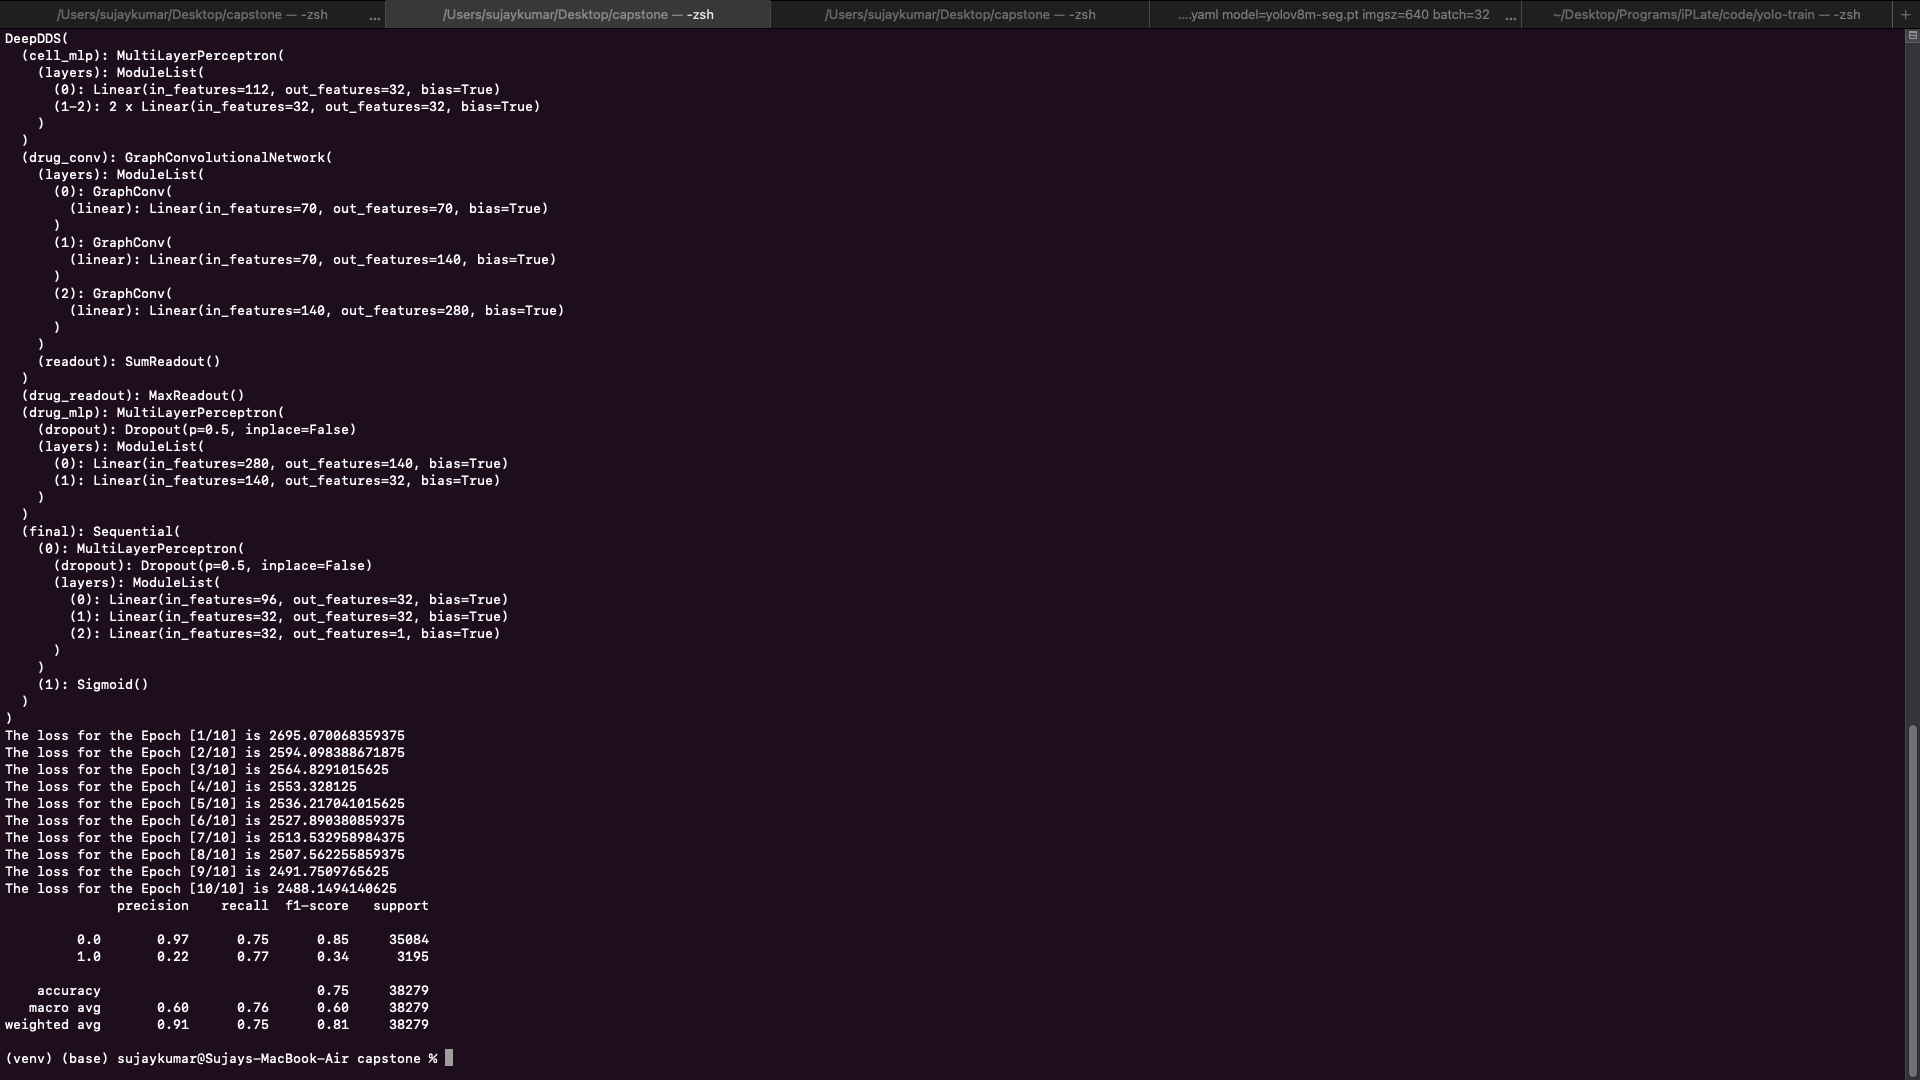 /Users/sujaykumar/Desktop/capstone — -zsh ... /Users/sujaykumar/Desktop/capstone — -zsh /Users/sujaykumar/Desktop/capstone — -zsh ....yaml model=yolov8m-seg.pt imgsz=640 batch=32 ... ~/Desktop/Programs/iPLate/code/yolo-train — -zsh +
DeepDDS(
  (cell_mlp): MultiLayerPerceptron(
    (layers): ModuleList(
      (0): Linear(in_features=112, out_features=32, bias=True)
      (1-2): 2 x Linear(in_features=32, out_features=32, bias=True)
    )
  )
  (drug_conv): GraphConvolutionalNetwork(
    (layers): ModuleList(
      (0): GraphConv(
        (linear): Linear(in_features=70, out_features=70, bias=True)
      )
      (1): GraphConv(
        (linear): Linear(in_features=70, out_features=140, bias=True)
      )
      (2): GraphConv(
        (linear): Linear(in_features=140, out_features=280, bias=True)
      )
    )
    (readout): SumReadout()
  )
  (drug_readout): MaxReadout()
  (drug_mlp): MultiLayerPerceptron(
    (dropout): Dropout(p=0.5, inplace=False)
    (layers): ModuleList(
      (0): Linear(in_features=280, out_features=140, bias=True)
      (1): Linear(in_features=140, out_features=32, bias=True)
    )
  )
  (final): Sequential(
    (0): MultiLayerPerceptron(
      (dropout): Dropout(p=0.5, inplace=False)
      (layers): ModuleList(
        (0): Linear(in_features=96, out_features=32, bias=True)
        (1): Linear(in_features=32, out_features=32, bias=True)
        (2): Linear(in_features=32, out_features=1, bias=True)
      )
    )
    (1): Sigmoid()
  )
)
The loss for the Epoch [1/10] is 2695.070068359375
The loss for the Epoch [2/10] is 2594.098388671875
The loss for the Epoch [3/10] is 2564.8291015625
The loss for the Epoch [4/10] is 2553.328125
The loss for the Epoch [5/10] is 2536.217041015625
The loss for the Epoch [6/10] is 2527.890380859375
The loss for the Epoch [7/10] is 2513.532958984375
The loss for the Epoch [8/10] is 2507.562255859375
The loss for the Epoch [9/10] is 2491.7509765625
The loss for the Epoch [10/10] is 2488.1494140625
              precision    recall  f1-score   support

         0.0       0.97      0.75      0.85     35084
         1.0       0.22      0.77      0.34      3195

    accuracy                           0.75     38279
   macro avg       0.60      0.76      0.60     38279
weighted avg       0.91      0.75      0.81     38279

(venv) (base) sujaykumar@Sujays-MacBook-Air capstone %